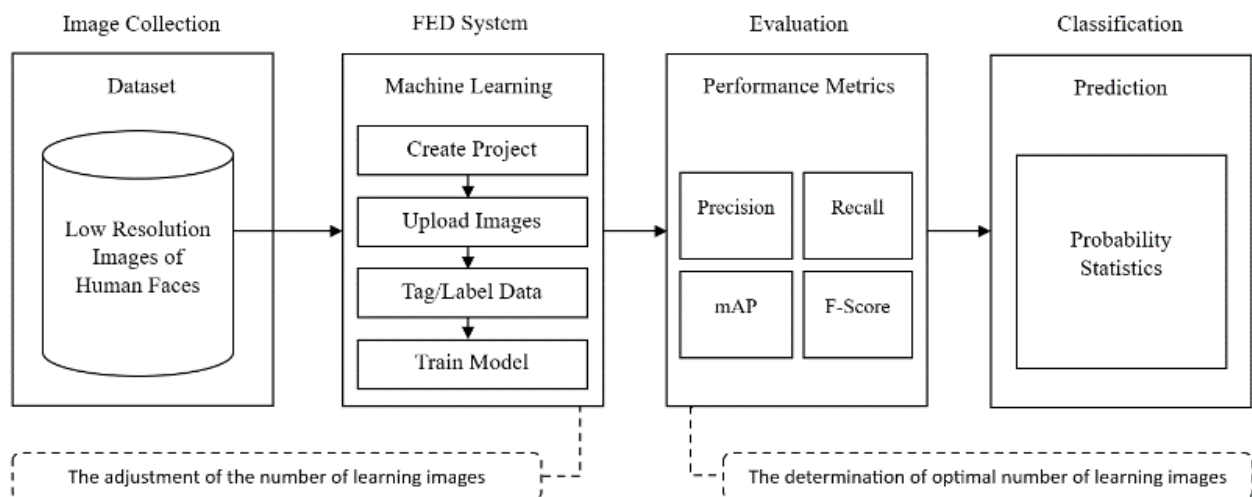 Image Collection
FED System
Evaluation
Classification
Dataset
Low Resolution
Images of
Human Faces
Machine Learning
Create Project
Upload Images
Tag/Label Data
Train Model
Performance Metrics
Precision
Recall
mAP
F-Score
Prediction
Probability
Statistics
The adjustment of the number of learning images
The determination of optimal number of learning images